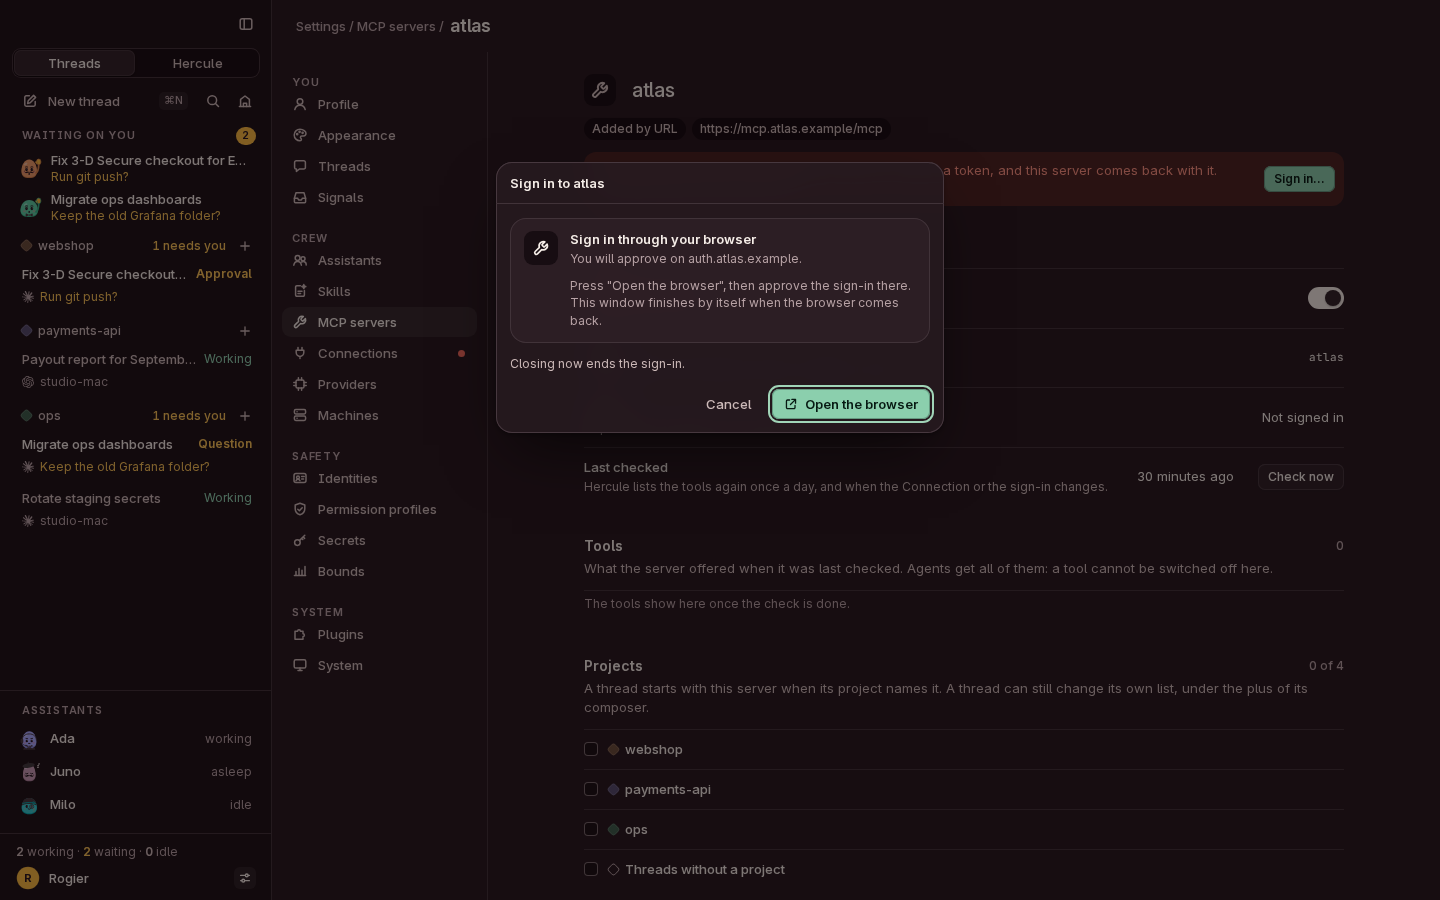 Settings / MCP servers / atlas
Threads
Hercule
New thread
⌘N
WAITING ON YOU
2
Fix 3-D Secure checkout for E…
Run git push?
Migrate ops dashboards
Keep the old Grafana folder?
webshop
1 needs you
Fix 3-D Secure checkout…
Approval
Run git push?
payments-api
Payout report for Septemb…
Working
studio-mac
ops
1 needs you
Migrate ops dashboards
Question
Keep the old Grafana folder?
Rotate staging secrets
Working
studio-mac
ASSISTANTS
Ada
working
Juno
asleep
Milo
idle
2 working · 2 waiting · 0 idle
R
Rogier
YOU
Profile
Appearance
Threads
Signals
CREW
Assistants
Skills
MCP servers
Connections
Providers
Machines
SAFETY
Identities
Permission profiles
Secrets
Bounds
SYSTEM
Plugins
System
atlas
Added by URL
https://mcp.atlas.example/mcp
a token, and this server comes back with it.
Sign in…
Sign in to atlas
Sign in through your browser
You will approve on auth.atlas.example.
Press "Open the browser", then approve the sign-in there.
This window finishes by itself when the browser comes
back.
Closing now ends the sign-in.
Cancel
Open the browser
atlas
Not signed in
Last checked
Hercule lists the tools again once a day, and when the Connection or the sign-in changes.
30 minutes ago
Check now
Tools
0
What the server offered when it was last checked. Agents get all of them: a tool cannot be switched off here.
The tools show here once the check is done.
Projects
0 of 4
A thread starts with this server when its project names it. A thread can still change its own list, under the plus of its
composer.
webshop
payments-api
ops
Threads without a project